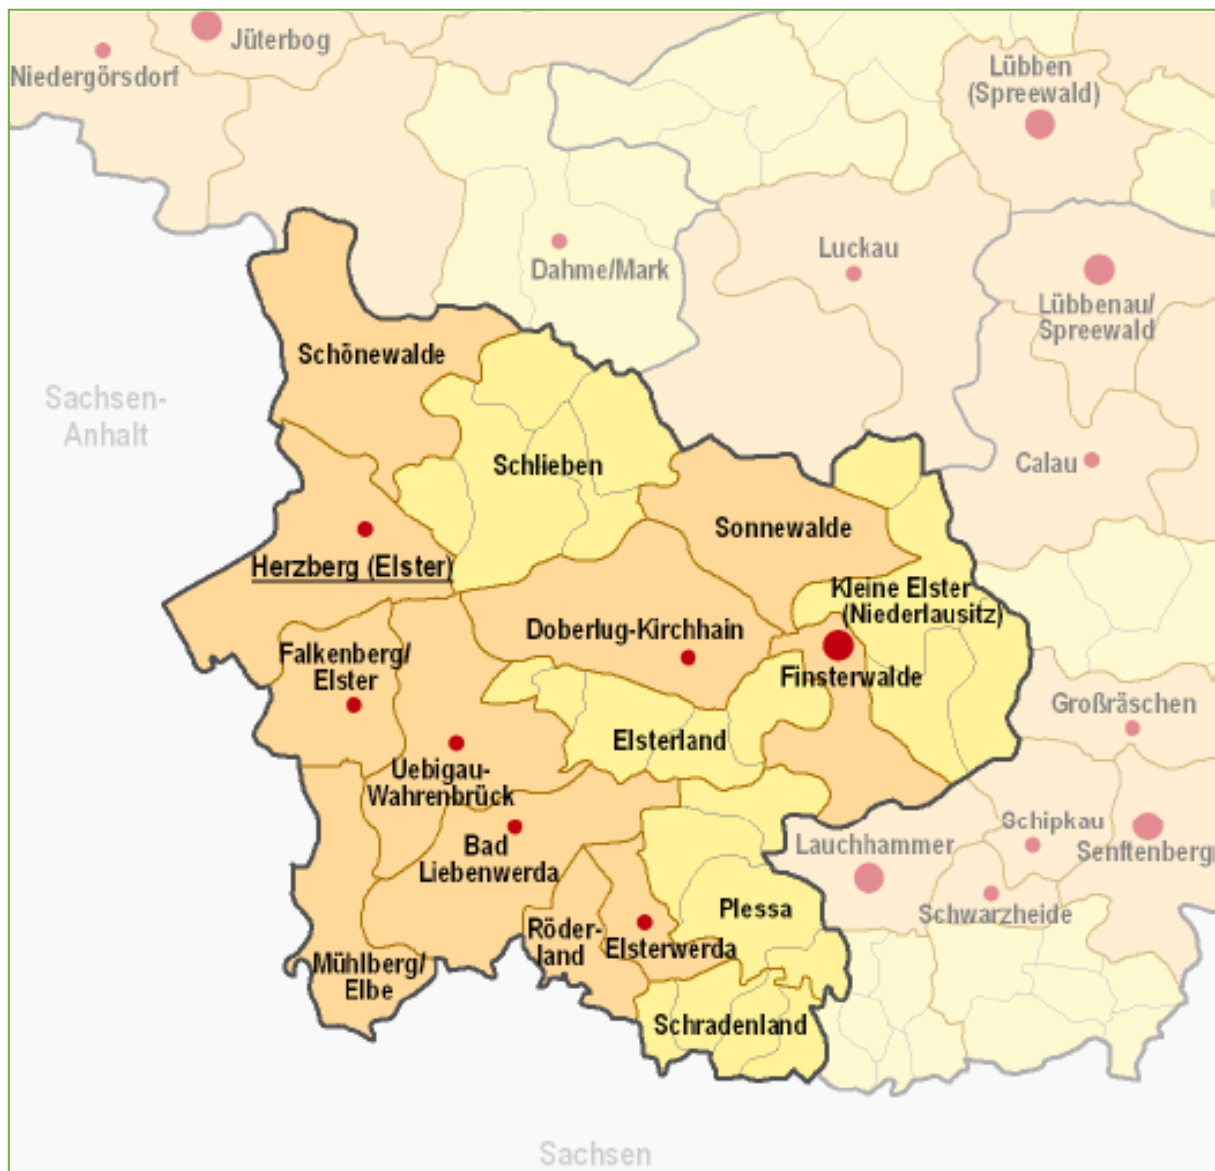 Jüterbog
Niedergörsdorf
Lübben
(Spreewald)
Dahme/Mark
Luckau
Lübbenau/
Spreewald
Schönewalde
Sachsen-
Anhalt
Schlieben
Calau
Sonnewalde
Herzberg (Elster)
Kleine Elster
(Niederlausitz)
Doberlug-Kirchhain
Falkenberg/
Elster
Finsterwalde
Großräschen
Elsterland
Uebigau-
Wahrenbrück
Schipkau
Bad
Liebenwerda
Lauchhammer
Senftenberg
Plessa
Schwarzheide
Röder-
land
Elsterwerda
Mühlberg/
Elbe
Schradenland
Sachsen